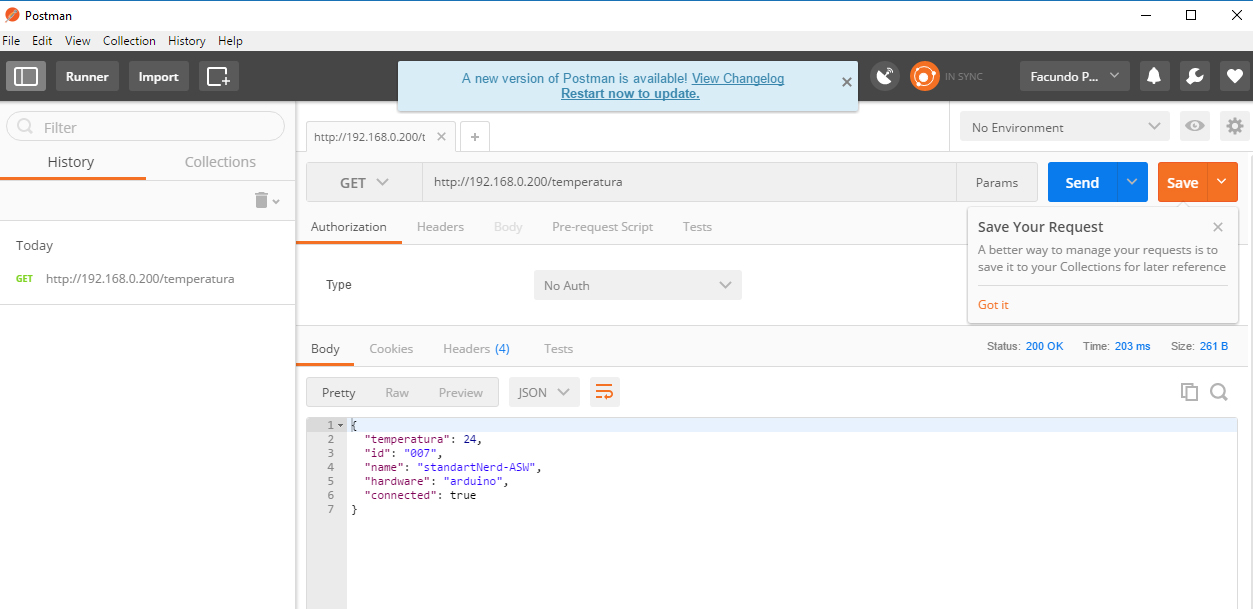 Postman
File Edit View Collection History Help
Runner Import
A new version of Postman is available! View Changelog
Restart now to update.
IN SYNC
Facundo P...
Filter
History Collections
Today
GET http://192.168.0.200/temperatura
http://192.168.0.200/t
No Environment
GET http://192.168.0.200/temperatura Params Send Save
Authorization Headers Body Pre-request Script Tests
Save Your Request
A better way to manage your requests is to
save it to your Collections for later reference
Got it
Type No Auth
Body Cookies Headers (4) Tests
Status: 200 OK Time: 203 ms Size: 261 B
Pretty Raw Preview JSON
1 {
2 "temperatura": 24,
3 "id": "007",
4 "name": "standartNerd-ASW",
5 "hardware": "arduino",
6 "connected": true
7 }